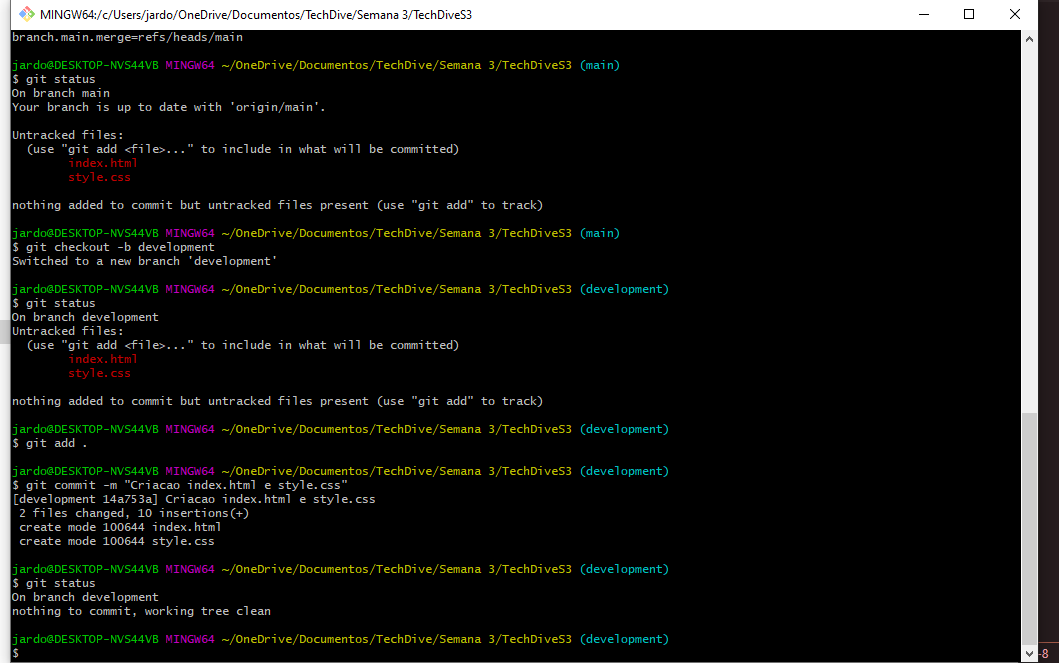 MINGW64:/c/Users/jardo/OneDrive/Documentos/TechDive/Semana 3/TechDiveS3
branch.main.merge=refs/heads/main
jardo@DESKTOP-NVS44VB MINGW64 ~/OneDrive/Documentos/TechDive/Semana 3/TechDiveS3 (main)
$ git status
On branch main
Your branch is up to date with 'origin/main'.
Untracked files:
(use "git add <file>..." to include in what will be committed)
index.html
style.css
nothing added to commit but untracked files present (use "git add" to track)
jardo@DESKTOP-NVS44VB MINGW64 ~/OneDrive/Documentos/TechDive/Semana 3/TechDiveS3 (main)
$ git checkout -b development
Switched to a new branch 'development'
jardo@DESKTOP-NVS44VB MINGW64 ~/OneDrive/Documentos/TechDive/Semana 3/TechDiveS3 (development)
$ git status
On branch development
Untracked files:
(use "git add <file>..." to include in what will be committed)
index.html
style.css
nothing added to commit but untracked files present (use "git add" to track)
jardo@DESKTOP-NVS44VB MINGW64 ~/OneDrive/Documentos/TechDive/Semana 3/TechDiveS3 (development)
$ git add .
jardo@DESKTOP-NVS44VB MINGW64 ~/OneDrive/Documentos/TechDive/Semana 3/TechDiveS3 (development)
$ git commit -m "Criacao index.html e style.css"
[development 14a753a] Criacao index.html e style.css
2 files changed, 10 insertions(+)
create mode 100644 index.html
create mode 100644 style.css
jardo@DESKTOP-NVS44VB MINGW64 ~/OneDrive/Documentos/TechDive/Semana 3/TechDiveS3 (development)
$ git status
On branch development
nothing to commit, working tree clean
jardo@DESKTOP-NVS44VB MINGW64 ~/OneDrive/Documentos/TechDive/Semana 3/TechDiveS3 (development)
$
-8